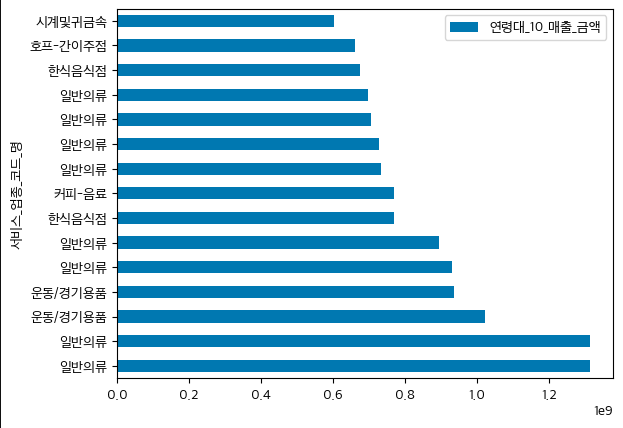 연령대_10_매출_금액
서비스_업종_코드_명
시계및귀금속
호프-간이주점
한식음식점
일반의류
일반의류
일반의류
일반의류
커피-음료
한식음식점
일반의류
일반의류
운동/경기용품
운동/경기용품
일반의류
일반의류
0.0 0.2 0.4 0.6 0.8 1.0 1.2
1e9